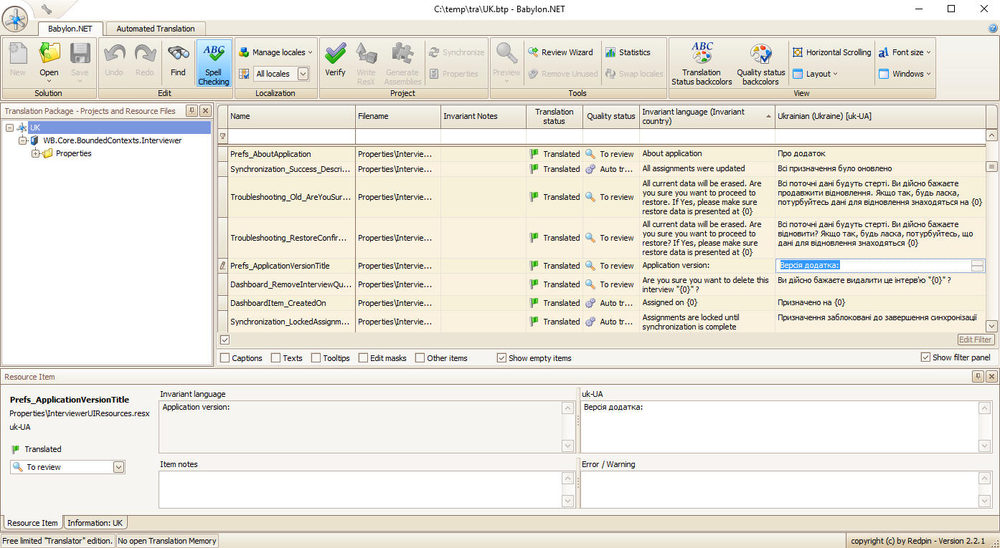 C:\temp\tra\UK.btp - Babylon.NET
Babylon.NET
Automated Translation
New
Open
Save
Solution
Undo
Redo
Find
ABC
Spell
Checking
Edit
Manage locales
All locales
Localization
Verify
Write
ResX
Generate
Assemblies
Synchronize
Properties
Project
Preview
Review Wizard
Remove Unused
Statistics
Swap locales
Tools
ABC
Translation
Status backcolors
Quality status
backcolors
Horizontal Scrolling
Layout
Font size
Windows
View
Translation Package - Projects and Resource Files
UK
WB.Core.BoundedContexts.Interviewer
Properties
Name
Filename
Invariant Notes
Translation
status
Quality status
Invariant language (Invariant
country)
Ukrainian (Ukraine) [uk-UA]
Prefs_AboutApplication
Properties\Intervie...
Translated
To review
About application
Про додаток
Synchronization_Success_Descri...
Properties\Intervie...
Translated
Auto tr...
All assignments were updated
Всі призначення було оновлено
Troubleshooting_Old_AreYouSur...
Properties\Intervie...
Translated
To review
All current data will be erased. Are
you sure you want to proceed to
restore. If Yes, please make sure
restore data is presented at {0}
Всі поточні дані будуть стерті. Ви дійсно бажаєте
продавжити відновлення. Якщо так, будь ласка,
потурбуйтесь дані для відновлення знаходяться на {0}
Troubleshooting_RestoreConfir...
Properties\Intervie...
Translated
To review
All current data will be erased. Are
you sure you want to proceed to
restore? If Yes, please make sure
restore data is presented at {0}
Всі поточні дані будуть стерті. Ви дійсно бажаєте
відновити? Якщо так, будь ласка, потурбуйтесь, що
дані для відновлення знаходяться {0}
Prefs_ApplicationVersionTitle
Properties\Intervie...
Translated
To review
Application version:
Версія додатка:
Dashboard_RemoveInterviewQu...
Properties\Intervie...
Translated
To review
Are you sure you want to delete this
interview "{0}" ?
Ви дійсно бажаєте видалити це інтерв'ю "{0}" ?
DashboardItem_CreatedOn
Properties\Intervie...
Translated
Auto tr...
Assigned on {0}
Призначено на {0}
Synchronization_LockedAssignm...
Properties\Intervie...
Translated
Auto tr...
Assignments are locked until
synchronization is complete
Призначення заблоковані до завершення синхронізації
Edit Filter
Captions
Texts
Tooltips
Edit masks
Other items
Show empty items
Show filter panel
Resource Item
Prefs_ApplicationVersionTitle
Properties\InterviewerUIResources.resx
uk-UA
Translated
To review
Invariant language
Application version:
uk-UA
Версія додатка:
Item notes
Error / Warning
Resource Item
Information: UK
Free limited "Translator" edition.
No open Translation Memory
copyright (c) by Redpin - Version 2.2.1